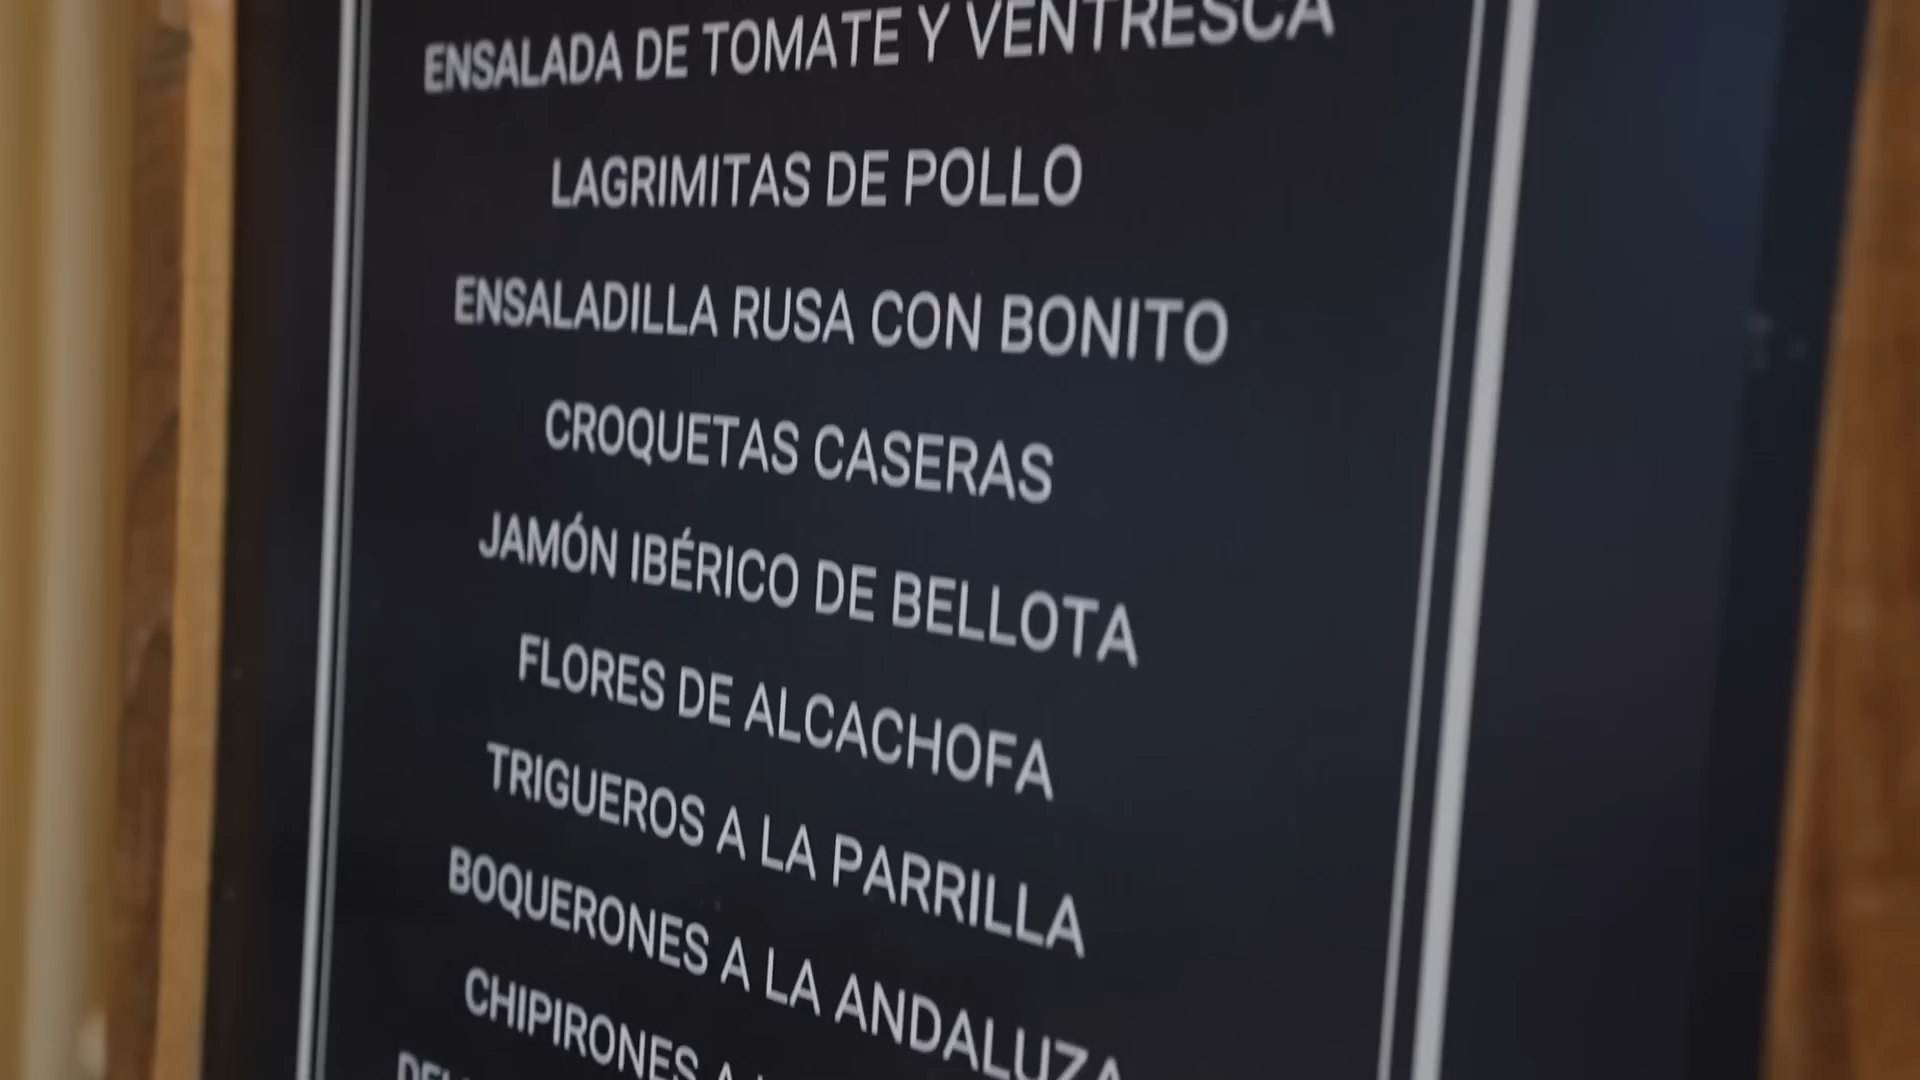 ENSALADA DE TOMATE Y VENTRESCA
LAGRIMITAS DE POLLO
ENSALADILLA RUSA CON BONITO
CROQUETAS CASERAS
JAMÓN IBÉRICO DE BELLOTA
FLORES DE ALCACHOFA
TRIGUEROS A LA PARRILLA
BOQUERONES A LA ANDALUZA
CHIPIRONES A